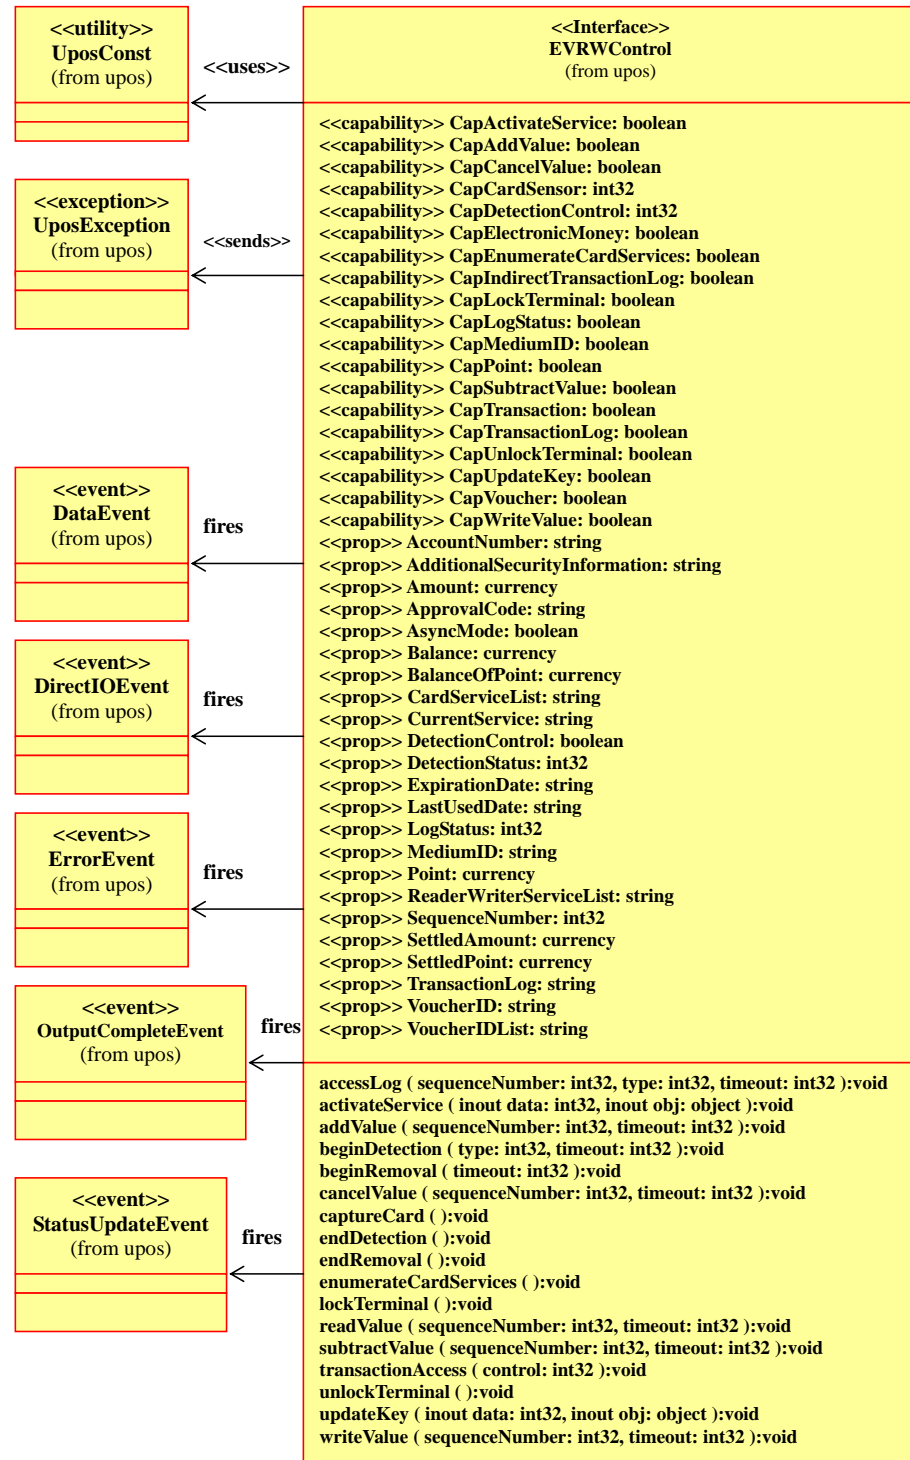 <<utility>>
UposConst
(from upos)
<<uses>>
<<exception>>
UposException
(from upos)
<<sends>>
<<event>>
DataEvent
(from upos)
fires
<<event>>
DirectIOEvent
(from upos)
fires
<<event>>
ErrorEvent
(from upos)
fires
<<event>>
OutputCompleteEvent
(from upos)
fires
<<event>>
StatusUpdateEvent
(from upos)
fires
<<Interface>>
EVRWControl
(from upos)
<<capability>> CapActivateService: boolean
<<capability>> CapAddValue: boolean
<<capability>> CapCancelValue: boolean
<<capability>> CapCardSensor: int32
<<capability>> CapDetectionControl: int32
<<capability>> CapElectronicMoney: boolean
<<capability>> CapEnumerateCardServices: boolean
<<capability>> CapIndirectTransactionLog: boolean
<<capability>> CapLockTerminal: boolean
<<capability>> CapLogStatus: boolean
<<capability>> CapMediumID: boolean
<<capability>> CapPoint: boolean
<<capability>> CapSubtractValue: boolean
<<capability>> CapTransaction: boolean
<<capability>> CapTransactionLog: boolean
<<capability>> CapUnlockTerminal: boolean
<<capability>> CapUpdateKey: boolean
<<capability>> CapVoucher: boolean
<<capability>> CapWriteValue: boolean
<<prop>> AccountNumber: string
<<prop>> AdditionalSecurityInformation: string
<<prop>> Amount: currency
<<prop>> ApprovalCode: string
<<prop>> AsyncMode: boolean
<<prop>> Balance: currency
<<prop>> BalanceOfPoint: currency
<<prop>> CardServiceList: string
<<prop>> CurrentService: string
<<prop>> DetectionControl: boolean
<<prop>> DetectionStatus: int32
<<prop>> ExpirationDate: string
<<prop>> LastUsedDate: string
<<prop>> LogStatus: int32
<<prop>> MediumID: string
<<prop>> Point: currency
<<prop>> ReaderWriterServiceList: string
<<prop>> SequenceNumber: int32
<<prop>> SettledAmount: currency
<<prop>> SettledPoint: currency
<<prop>> TransactionLog: string
<<prop>> VoucherID: string
<<prop>> VoucherIDList: string
accessLog ( sequenceNumber: int32, type: int32, timeout: int32 ):void
activateService ( inout data: int32, inout obj: object ):void
addValue ( sequenceNumber: int32, timeout: int32 ):void
beginDetection ( type: int32, timeout: int32 ):void
beginRemoval ( timeout: int32 ):void
cancelValue ( sequenceNumber: int32, timeout: int32 ):void
captureCard ( ):void
endDetection ( ):void
endRemoval ( ):void
enumerateCardServices ( ):void
lockTerminal ( ):void
readValue ( sequenceNumber: int32, timeout: int32 ):void
subtractValue ( sequenceNumber: int32, timeout: int32 ):void
transactionAccess ( control: int32 ):void
unlockTerminal ( ):void
updateKey ( inout data: int32, inout obj: object ):void
writeValue ( sequenceNumber: int32, timeout: int32 ):void